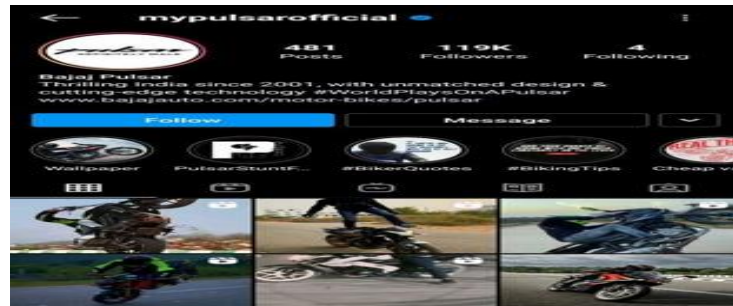 mypulsarofficial
481 119K 4
Posts Followers Following
Bajaj Pulsar
Thrilling India since 2001, with unmatched design &
cutting-edge technology #WorldPlaysOnAPulsar
www.bajajauto.com/motor-bikes/pulsar
Follow Message
Wallpaper PulsarStuntF... #BikerQuotes #BikingTips Cheap v